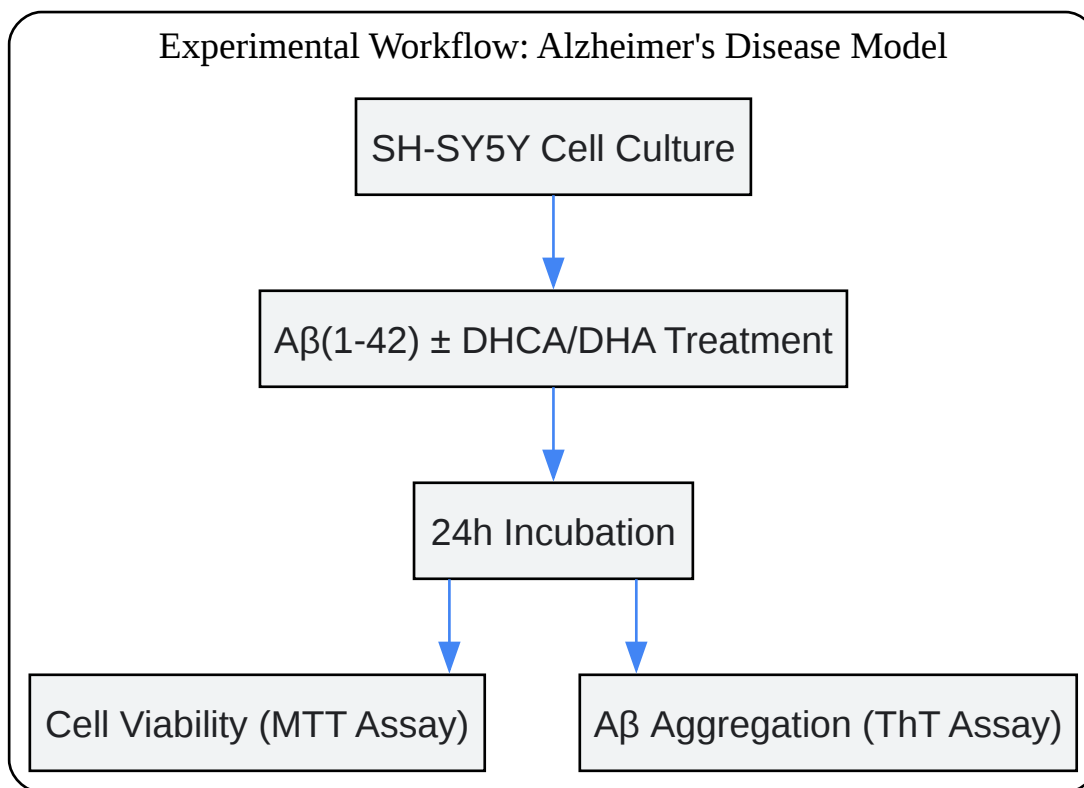 Experimental Workflow: Alzheimer's Disease Model
SH-SY5Y Cell Culture
Aβ(1-42) ± DHCA/DHA Treatment
24h Incubation
Cell Viability (MTT Assay)
Aβ Aggregation (ThT Assay)